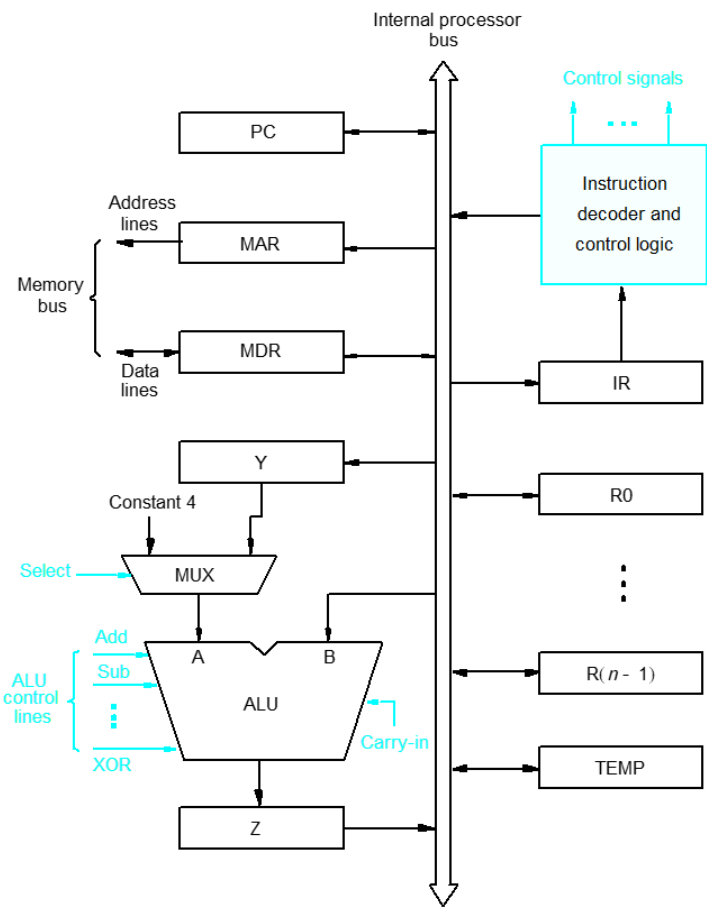 Internal processor
bus
Control signals
PC
Instruction
decoder and
control logic
Address
lines
MAR
Memory
bus
MDR
Data
lines
IR
Y
R0
Constant 4
Select
MUX
Add
A
B
Sub
ALU
control
lines
ALU
R(n - 1)
Carry-in
XOR
TEMP
Z